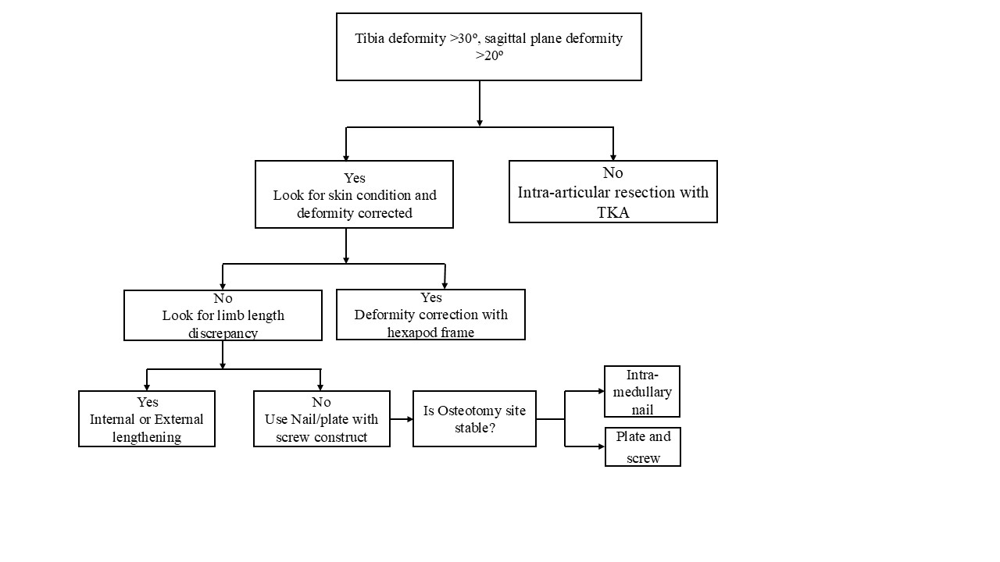 Tibia deformity >30º, sagittal plane deformity
>20º
Yes
Look for skin condition and
deformity corrected
No
Intra-articular resection with
TKA
No
Look for limb length
discrepancy
Yes
Deformity correction with
hexapod frame
Yes
Internal or External
lengthening
No
Use Nail/plate with
screw construct
Is Osteotomy site
stable?
Intra-
medullary
nail
Plate and
screw